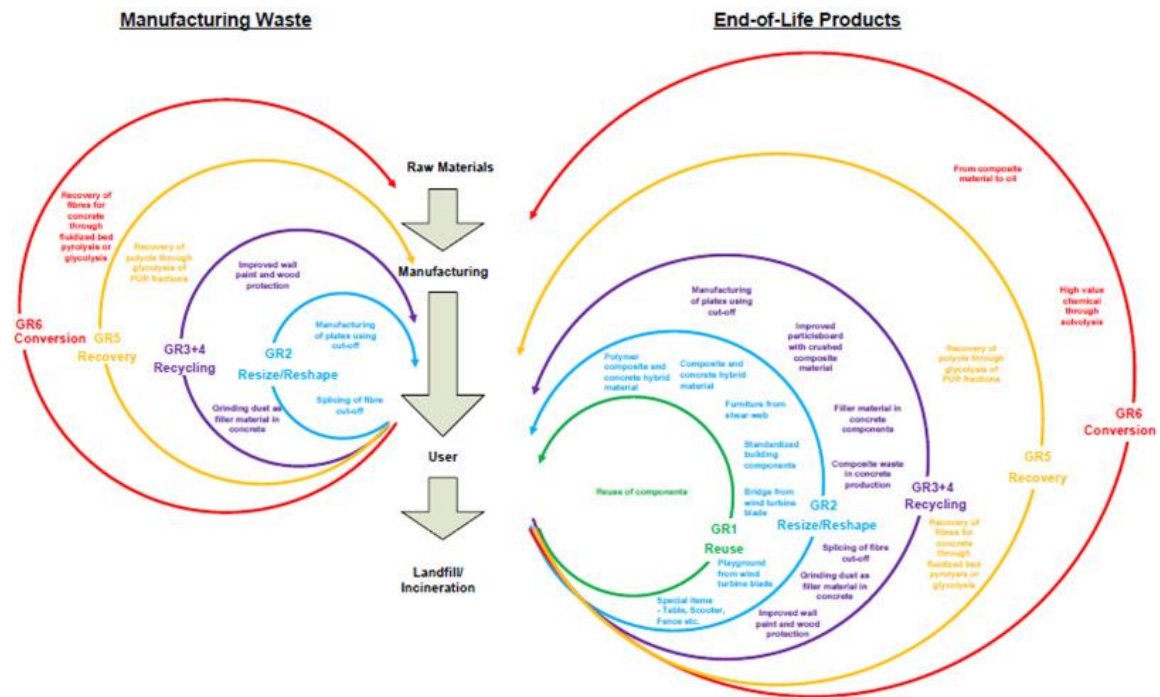 Manufacturing Waste
End-of-Life Products
Raw Materials
Manufacturing
User
Landfill/
Incineration
Recovery of
fibres for
concrete
through
fluidized bed
pyrolysis or
glycolysis
GR6
Conversion
Recovery of
polyols through
glycolysis of
PUR fractions
GR5
Recovery
Improved wall
paint and wood
protection
GR3+4
Recycling
Grinding dust as
filler material in
concrete
Manufacturing
of plates using
cut-off
GR2
Resize/Reshape
Splicing of fibre
cut-off
From composite
material to oil
High value
chemical through
solvolysis
GR6
Conversion
Recovery of
polyols through
glycolysis of
PUR fractions
GR5
Recovery
Recovery of
fibres for
concrete
through
fluidized bed
pyrolysis or
glycolysis
Manufacturing
of plates using
cut-off
Improved
particleboard
with crushed
composite
material
Filler material in
concrete
components
Composite waste
in concrete
production
GR3+4
Recycling
Splicing of fibre
cut-off
Grinding dust as
filler material in
concrete
Improved wall
paint and wood
protection
Polymer
composite and
concrete hybrid
material
Composite and
concrete hybrid
material
Furniture from
shear web
Standardized
building
components
Bridge from
wind turbine
blade
GR2
Resize/Reshape
Playground
from wind
turbine blade
Special items
- Table, Scooter,
Fence etc.
Reuse of components
GR1
Reuse